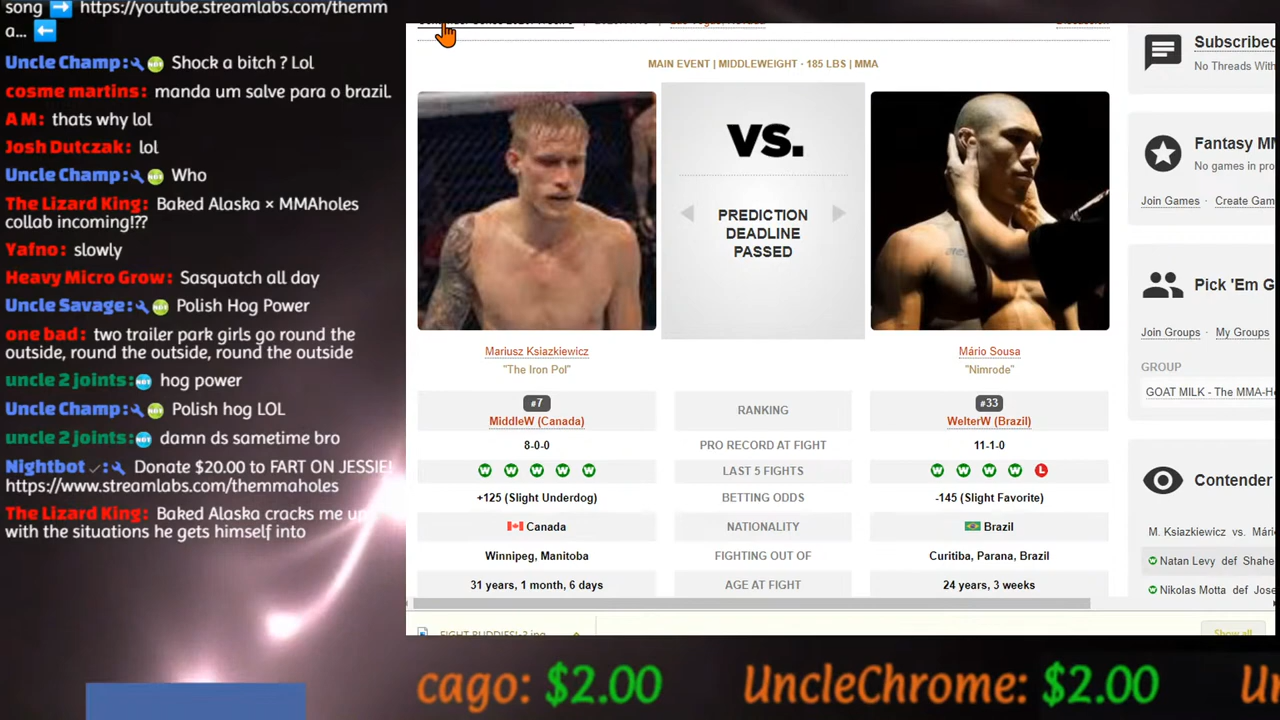 song ➡ https://youtube.streamlabs.com/themm
a... ⬅
Uncle Champ: Shock a bitch ? Lol
cosme martins: manda um salve para o brazil.
A M: thats why lol
Josh Dutczak: lol
Uncle Champ: Who
The Lizard King: Baked Alaska × MMAholes
collab incoming!??
Yafno: slowly
Heavy Micro Grow: Sasquatch all day
Uncle Savage: Polish Hog Power
one bad: two trailer park girls go round the
outside, round the outside, round the outside
uncle 2 joints: hog power
Uncle Champ: Polish hog LOL
uncle 2 joints: damn ds sametime bro
Nightbot ✓: Donate $20.00 to FART ON JESSIE!
https://www.streamlabs.com/themmaholes
The Lizard King: Baked Alaska cracks me up
with the situations he gets himself into
MAIN EVENT | MIDDLEWEIGHT · 185 LBS | MMA
VS.
PREDICTION
DEADLINE
PASSED
Mariusz Ksiazkiewicz
"The Iron Pol"
Mário Sousa
"Nimrode"
#7
MiddleW (Canada)
RANKING
#33
WelterW (Brazil)
8-0-0
PRO RECORD AT FIGHT
11-1-0
W W W W W
LAST 5 FIGHTS
W W W W L
+125 (Slight Underdog)
BETTING ODDS
-145 (Slight Favorite)
Canada
NATIONALITY
Brazil
Winnipeg, Manitoba
FIGHTING OUT OF
Curitiba, Parana, Brazil
31 years, 1 month, 6 days
AGE AT FIGHT
24 years, 3 weeks
Subscribed
No Threads With
Fantasy MM
No games in pro
Join Games · Create Gam
Pick 'Em G
Join Groups · My Groups
GROUP
GOAT MILK - The MMA-H
Contender
M. Ksiazkiewicz vs. Mári
W Natan Levy def Shahe
W Nikolas Motta def Jose
cago: $2.00
UncleChrome: $2.00